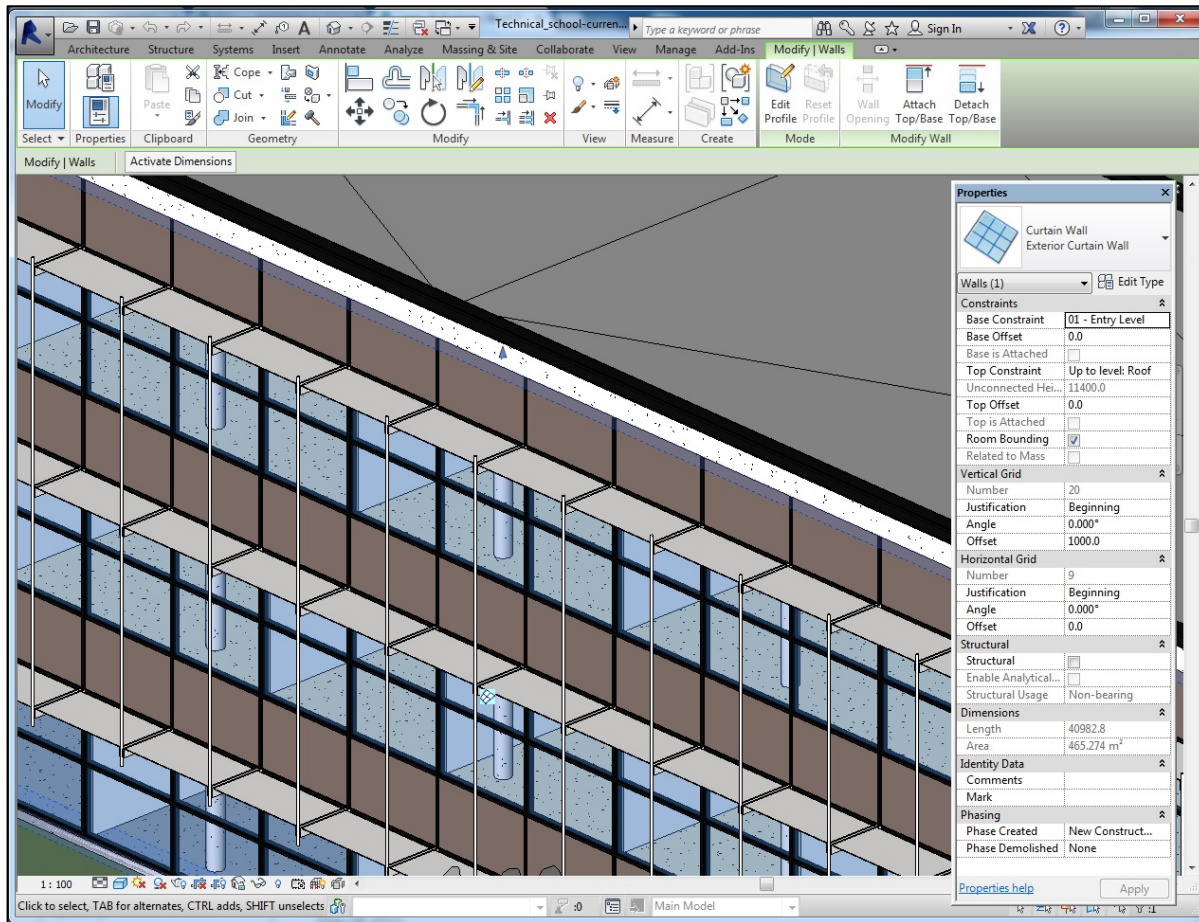 Technical_school-curren...
Type a keyword or phrase
Sign In
Architecture Structure Systems Insert Annotate Analyze Massing & Site Collaborate View Manage Add-Ins Modify | Walls
Modify
Paste
Cope
Cut
Join
Edit Profile
Reset Profile
Wall Opening
Attach Top/Base
Detach Top/Base
Select Properties Clipboard Geometry Modify View Measure Create Mode Modify Wall
Modify | Walls Activate Dimensions
Properties
Curtain Wall
Exterior Curtain Wall
Walls (1) Edit Type
Constraints
Base Constraint 01 - Entry Level
Base Offset 0.0
Base is Attached
Top Constraint Up to level: Roof
Unconnected Hei... 11400.0
Top Offset 0.0
Top is Attached
Room Bounding
Related to Mass
Vertical Grid
Number 20
Justification Beginning
Angle 0.000°
Offset 1000.0
Horizontal Grid
Number 9
Justification Beginning
Angle 0.000°
Offset 0.0
Structural
Structural
Enable Analytical...
Structural Usage Non-bearing
Dimensions
Length 40982.8
Area 465.274 m²
Identity Data
Comments
Mark
Phasing
Phase Created New Construct...
Phase Demolished None
Properties help Apply
1 : 100
Click to select, TAB for alternates, CTRL adds, SHIFT unselects :0 Main Model :1